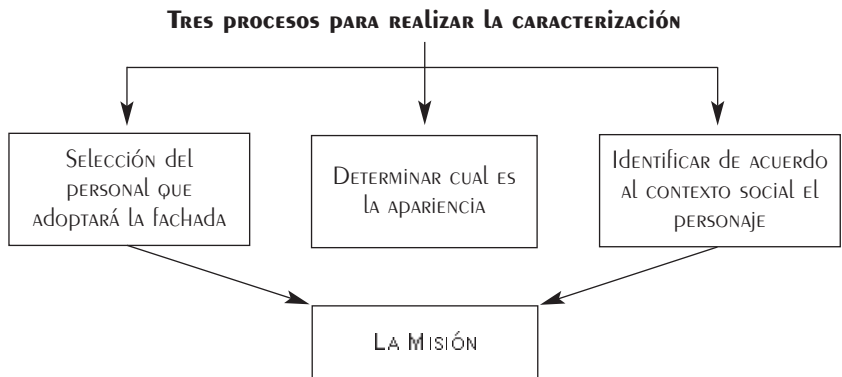 Tres procesos para realizar la caracterización
Selección del
personal que
adoptará la fachada
Determinar cual es
la apariencia
Identificar de acuerdo
al contexto social el
personaje
La Misión